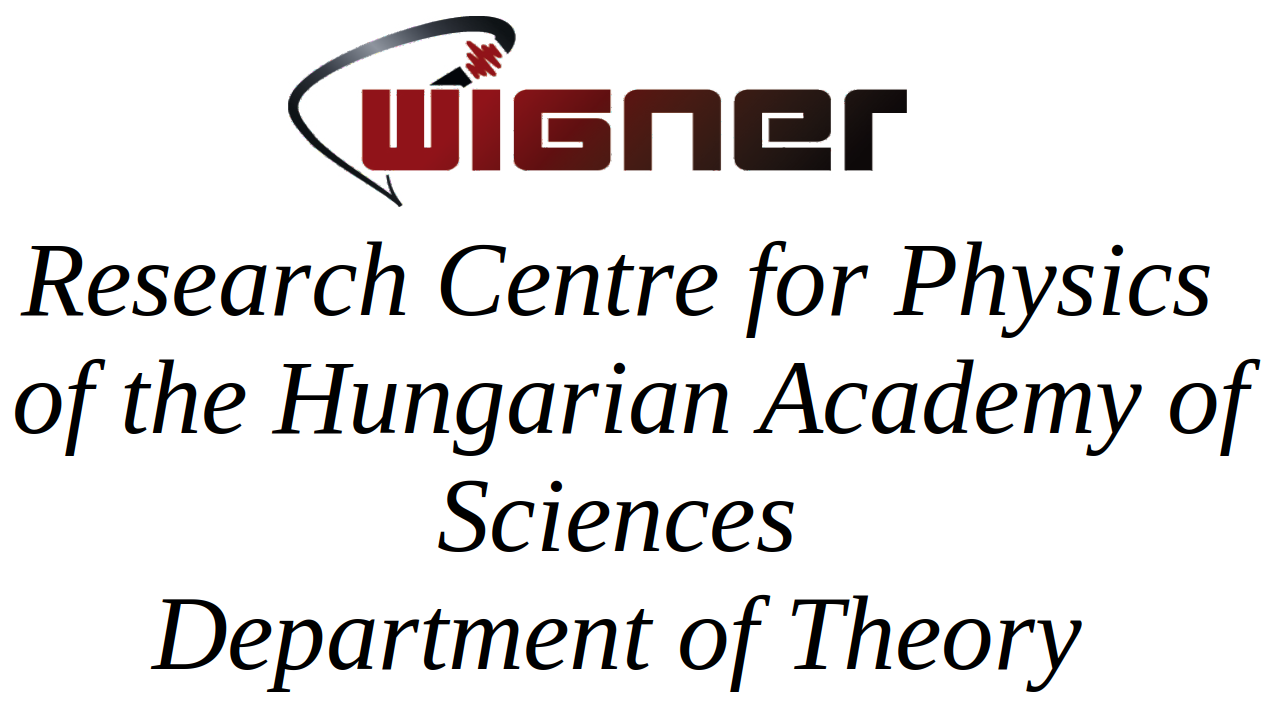 wigner
Research Centre for Physics
of the Hungarian Academy of
Sciences
Department of Theory